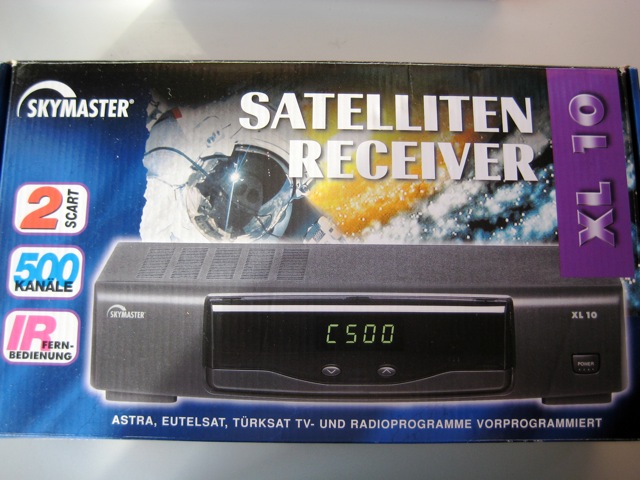 SKYMASTER®
SATELLITEN
RECEIVER
XL 10
2 SCART
500
KANÄLE
IR FERN-
BEDIENUNG
SKYMASTER
XL 10
C500
POWER
ASTRA, EUTELSAT, TÜRKSAT TV- UND RADIOPROGRAMME VORPROGRAMMIERT